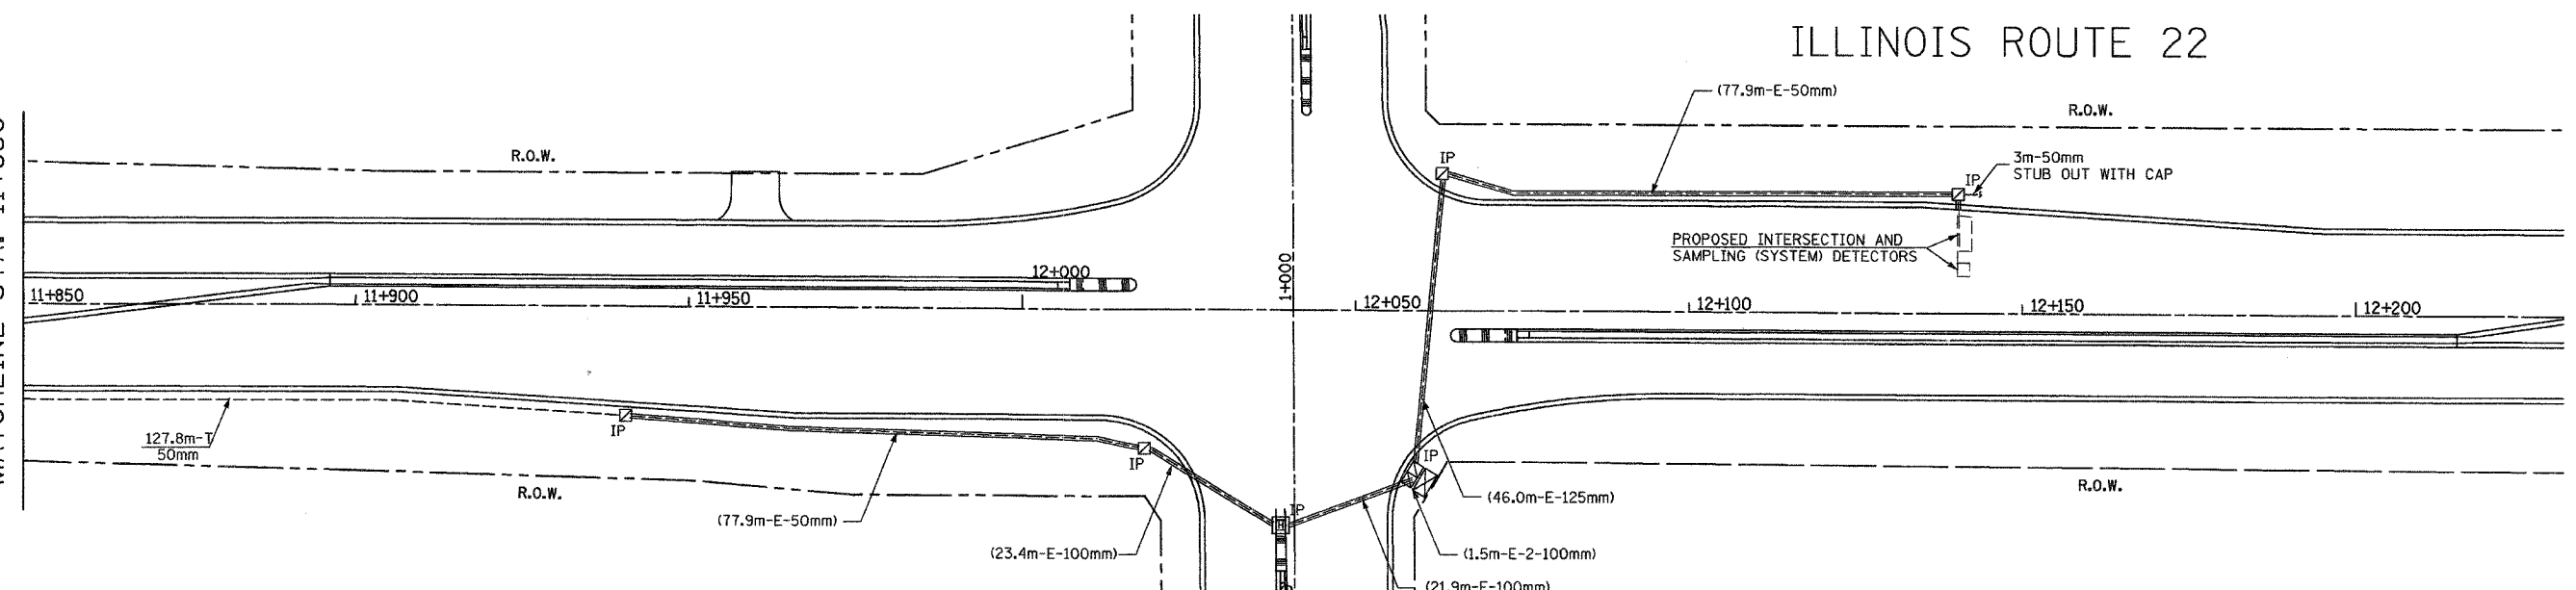 ILLINOIS ROUTE 22
(77.9m-E-50mm)
R.O.W.
R.O.W.
IP
3m-50mm
STUB OUT WITH CAP
IP
PROPOSED INTERSECTION AND
SAMPLING (SYSTEM) DETECTORS
1+000
11+850
11+900
11+950
12+000
12+050
12+100
12+150
12+200
127.8m-T
50mm
IP
IP
IP
IP
R.O.W.
R.O.W.
(77.9m-E-50mm)
(46.0m-E-125mm)
(23.4m-E-100mm)
(1.5m-E-2-100mm)
(21.9m-E-100mm)